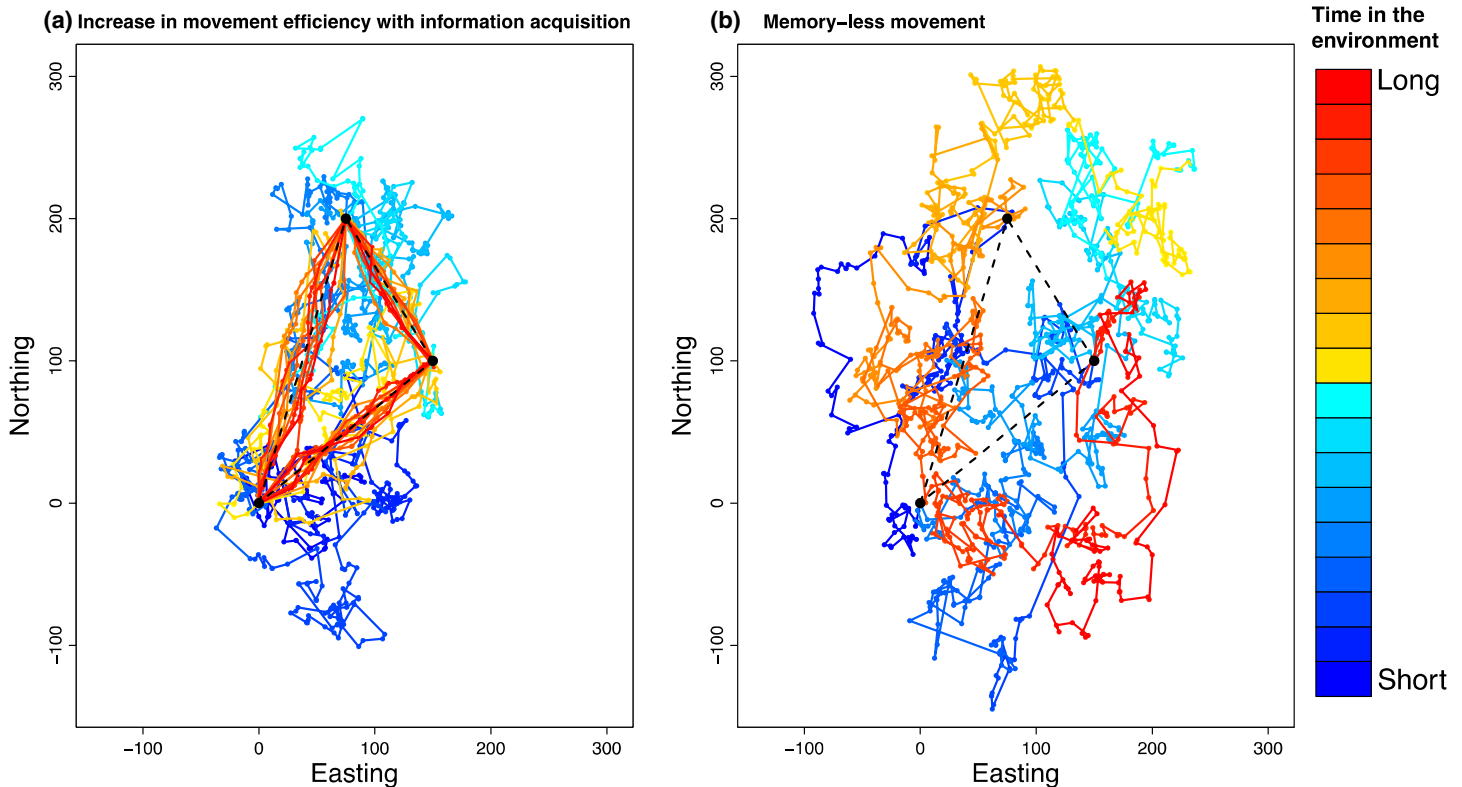 (a) Increase in movement efficiency with information acquisition
(b) Memory−less movement
Time in the
environment
Long
Short
Northing
300
200
100
0
−100
−100 0 100 200 300
Easting
Northing
300
200
100
0
−100
−100 0 100 200 300
Easting